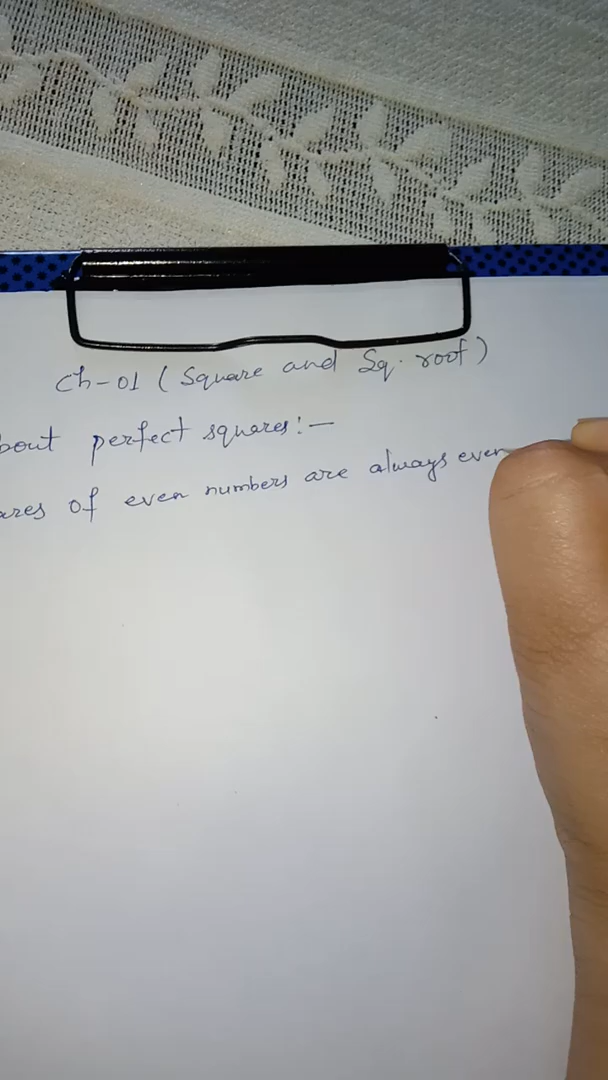 Ch-01 (Square and Sq. root)
bout perfect squares:—
ares of even numbers are always even